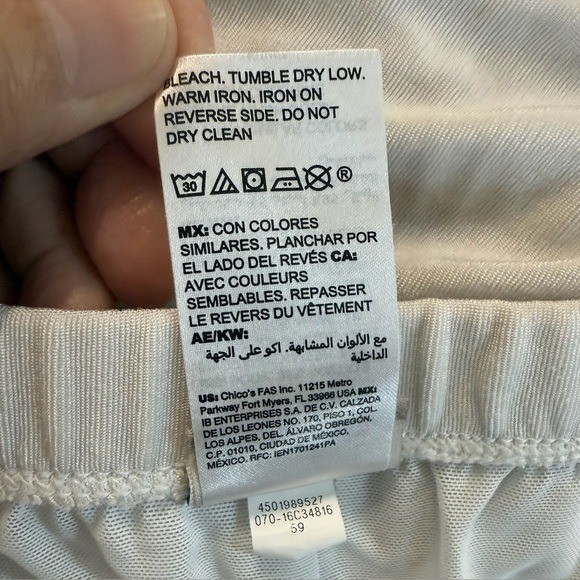 BLEACH. TUMBLE DRY LOW.
WARM IRON. IRON ON
REVERSE SIDE. DO NOT
DRY CLEAN
30 ®
MX: CON COLORES
SIMILARES. PLANCHAR POR
EL LADO DEL REVÉS CA:
AVEC COULEURS
SEMBLABLES. REPASSER
LE REVERS DU VÊTEMENT
AE/KW:
مع الألوان المشابهة. اكو على الجهة
الداخلية
US: Chico's FAS Inc. 11215 Metro
Parkway Fort Myers, FL 33966 USA MX:
IB ENTERPRISES S.A. DE C.V. CALZADA
DE LOS LEONES NO. 170, PISO 1, COL.
LOS ALPES, DEL. ÁLVARO OBREGÓN,
C.P. 01010, CIUDAD DE MÉXICO,
MÉXICO. RFC: IEN1701241PA
4501989527
070-16C34816
59